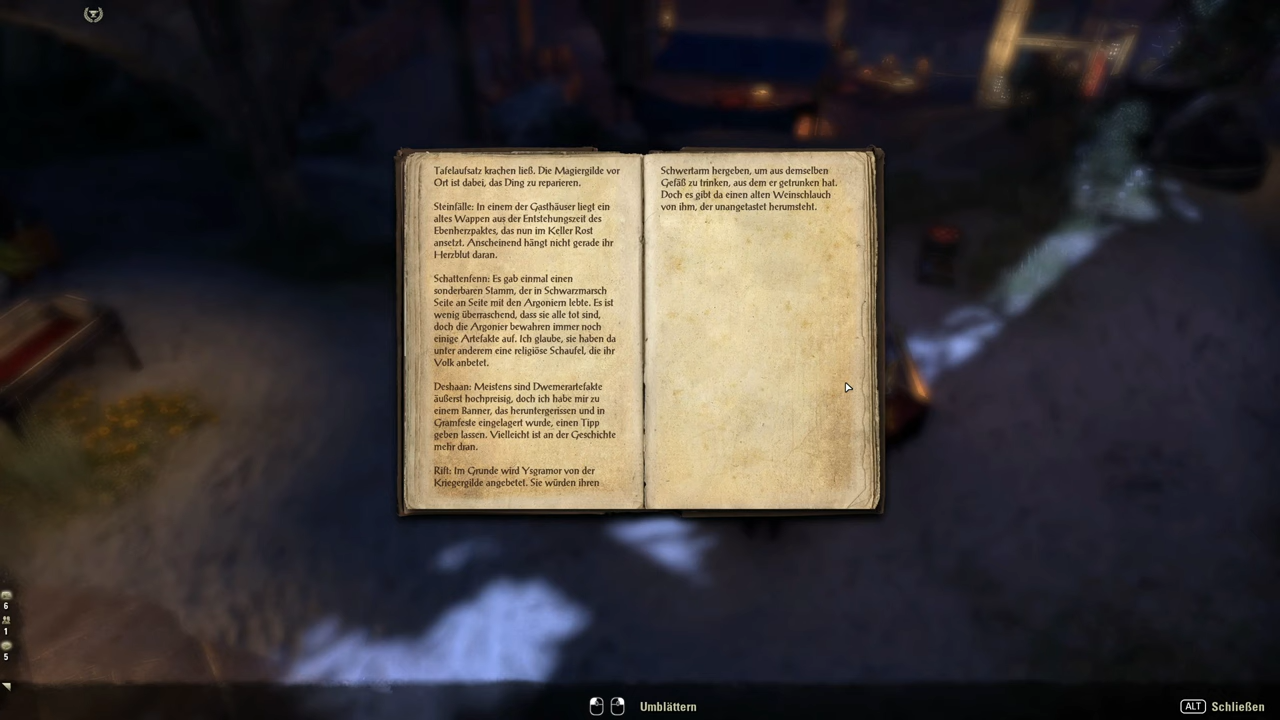 Tafelaufsatz krachen ließ. Die Magiergilde vor
Ort ist dabei, das Ding zu reparieren.
Steinfälle: In einem der Gasthäuser liegt ein
altes Wappen aus der Entstehungszeit des
Ebenherzpaktes, das nun im Keller Rost
ansetzt. Anscheinend hängt nicht gerade ihr
Herzblut daran.
Schattenfenn: Es gab einmal einen
sonderbaren Stamm, der in Schwarzmarsch
Seite an Seite mit den Argoniern lebte. Es ist
wenig überraschend, dass sie alle tot sind,
doch die Argonier bewahren immer noch
einige Artefakte auf. Ich glaube, sie haben da
unter anderem eine religiöse Schaufel, die ihr
Volk anbetet.
Deshaan: Meistens sind Dwemerartefakte
äußerst hochpreisig, doch ich habe mir zu
einem Banner, das heruntergerissen und in
Gramfeste eingelagert wurde, einen Tipp
geben lassen. Vielleicht ist an der Geschichte
mehr dran.
Rift: Im Grunde wird Ysgramor von der
Kriegergilde angebetet. Sie würden ihren
Schwertarm hergeben, um aus demselben
Gefäß zu trinken, aus dem er getrunken hat.
Doch es gibt da einen alten Weinschlauch
von ihm, der unangetastet herumsteht.
6
1
5
Umblättern
ALT Schließen